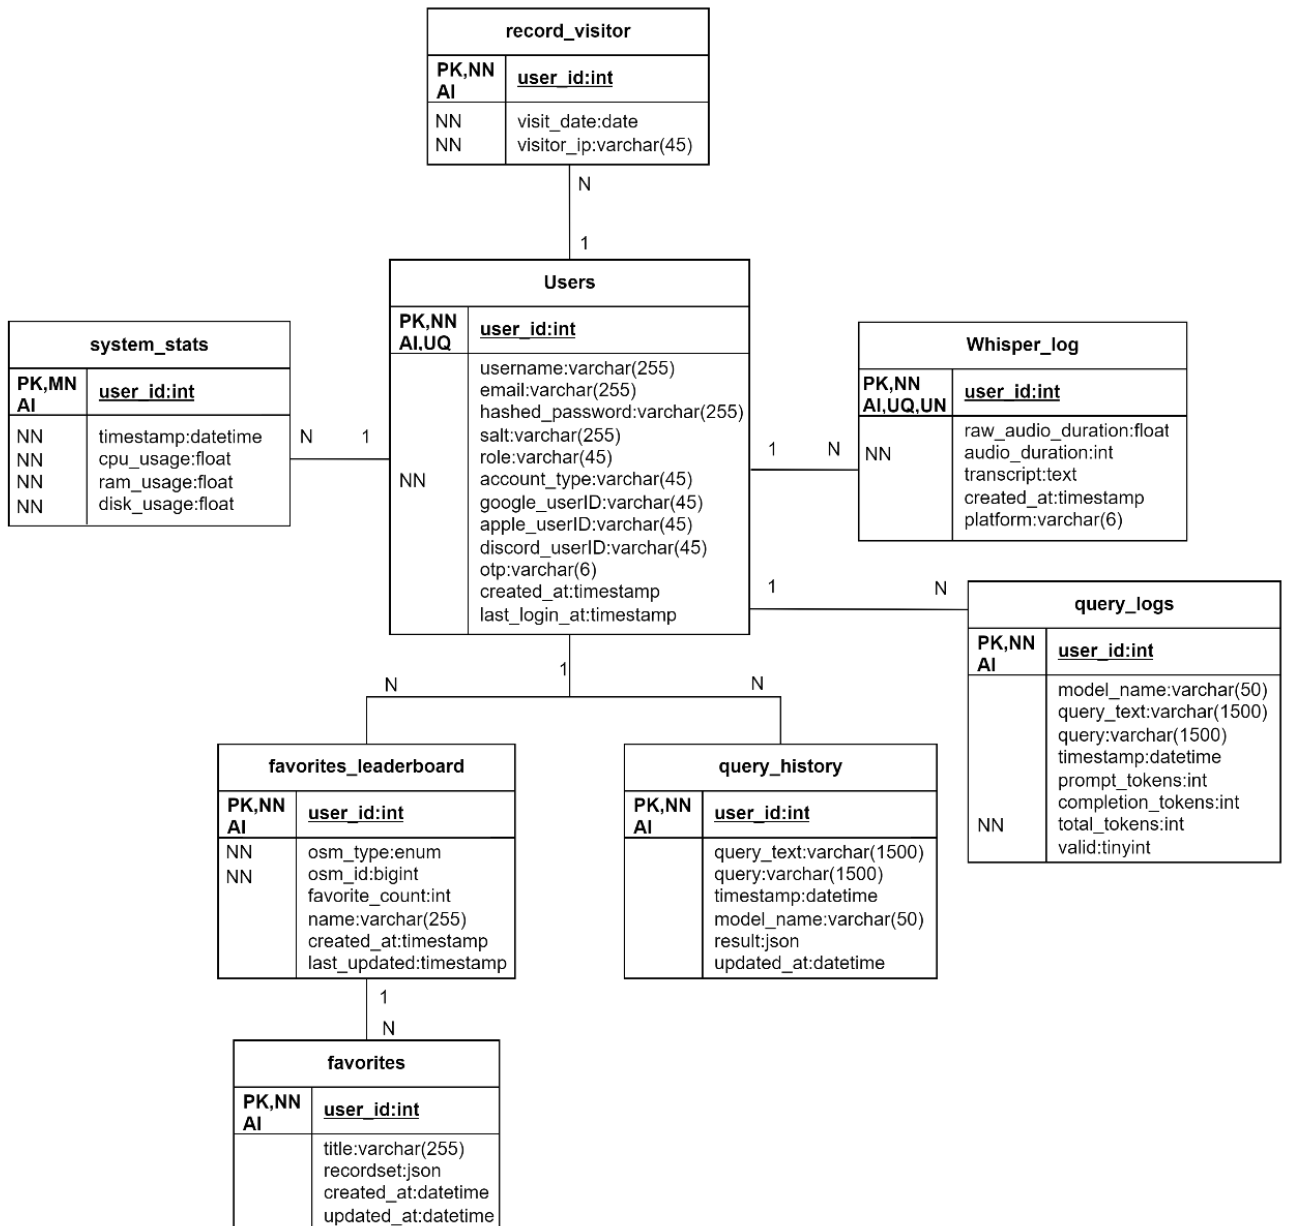 record_visitor
PK,NN
AI
user_id:int
NN visit_date:date
NN visitor_ip:varchar(45)
N
1
Users
PK,NN
AI,UQ
user_id:int
username:varchar(255)
email:varchar(255)
hashed_password:varchar(255)
salt:varchar(255)
role:varchar(45)
NN account_type:varchar(45)
google_userID:varchar(45)
apple_userID:varchar(45)
discord_userID:varchar(45)
otp:varchar(6)
created_at:timestamp
last_login_at:timestamp
system_stats
PK,MN
AI
user_id:int
NN timestamp:datetime
NN cpu_usage:float
NN ram_usage:float
NN disk_usage:float
N 1
Whisper_log
PK,NN
AI,UQ,UN
user_id:int
raw_audio_duration:float
NN audio_duration:int
transcript:text
created_at:timestamp
platform:varchar(6)
1 N
query_logs
PK,NN
AI
user_id:int
model_name:varchar(50)
query_text:varchar(1500)
query:varchar(1500)
timestamp:datetime
prompt_tokens:int
completion_tokens:int
NN total_tokens:int
valid:tinyint
1 N
1
N N
favorites_leaderboard
PK,NN
AI
user_id:int
NN osm_type:enum
NN osm_id:bigint
favorite_count:int
name:varchar(255)
created_at:timestamp
last_updated:timestamp
query_history
PK,NN
AI
user_id:int
query_text:varchar(1500)
query:varchar(1500)
timestamp:datetime
model_name:varchar(50)
result:json
updated_at:datetime
1
N
favorites
PK,NN
AI
user_id:int
title:varchar(255)
recordset:json
created_at:datetime
updated_at:datetime